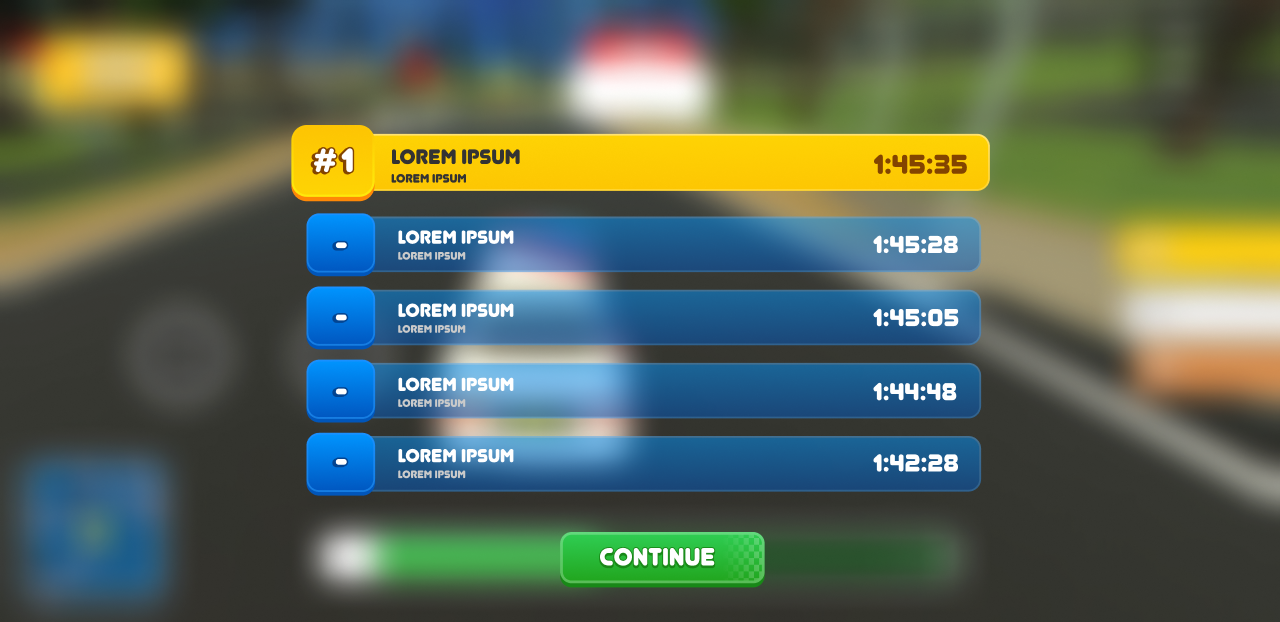 #1
LOREM IPSUM
LOREM IPSUM
1:45:35
-
LOREM IPSUM
LOREM IPSUM
1:45:28
-
LOREM IPSUM
LOREM IPSUM
1:45:05
-
LOREM IPSUM
LOREM IPSUM
1:44:48
-
LOREM IPSUM
LOREM IPSUM
1:42:28
CONTINUE